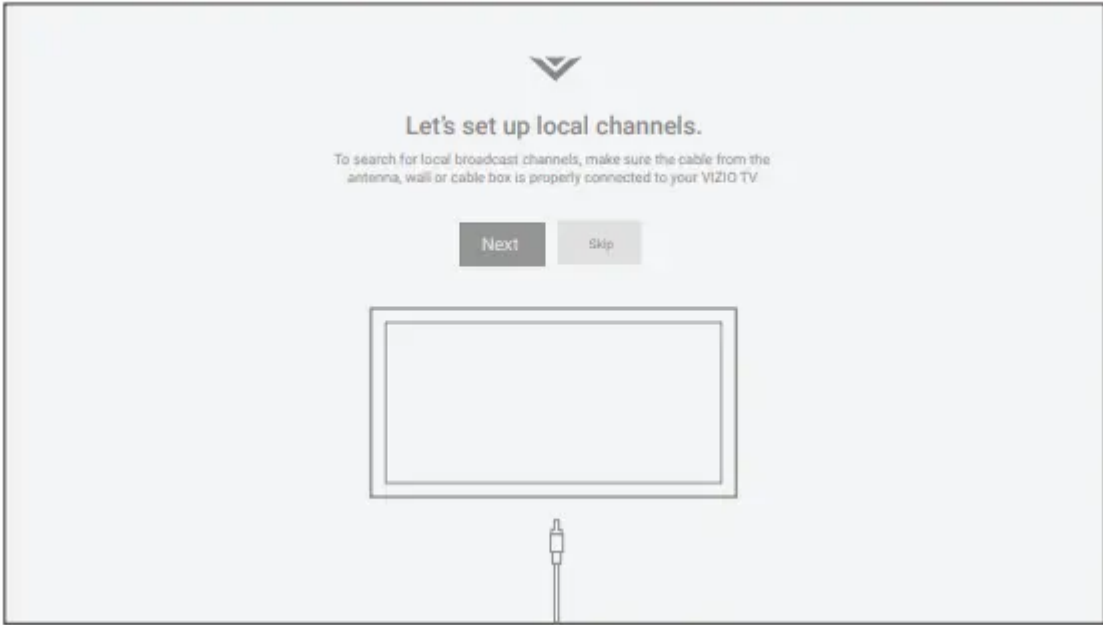 Let's set up local channels.
To search for local broadcast channels, make sure the cable from the
antenna, wall or cable box is properly connected to your VIZIO TV
Next
Skip